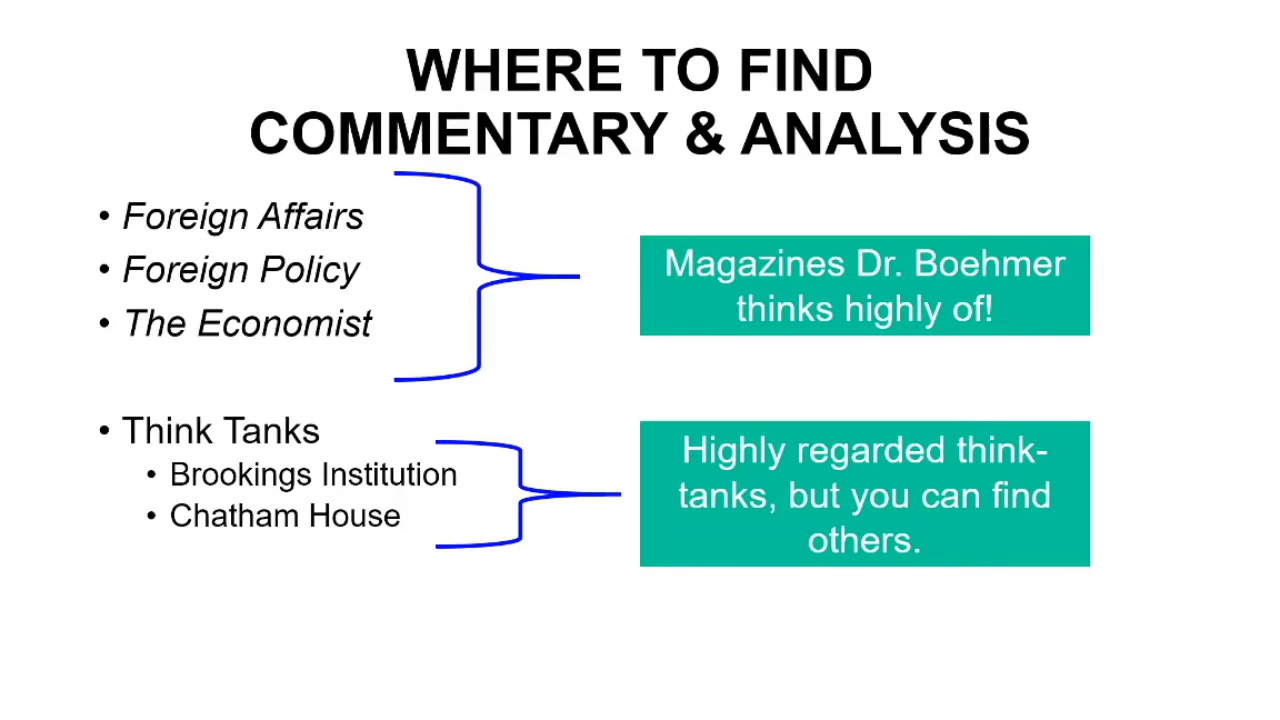 WHERE TO FIND
COMMENTARY & ANALYSIS
• Foreign Affairs
• Foreign Policy
• The Economist
Magazines Dr. Boehmer
thinks highly of!
• Think Tanks
• Brookings Institution
• Chatham House
Highly regarded think-
tanks, but you can find
others.